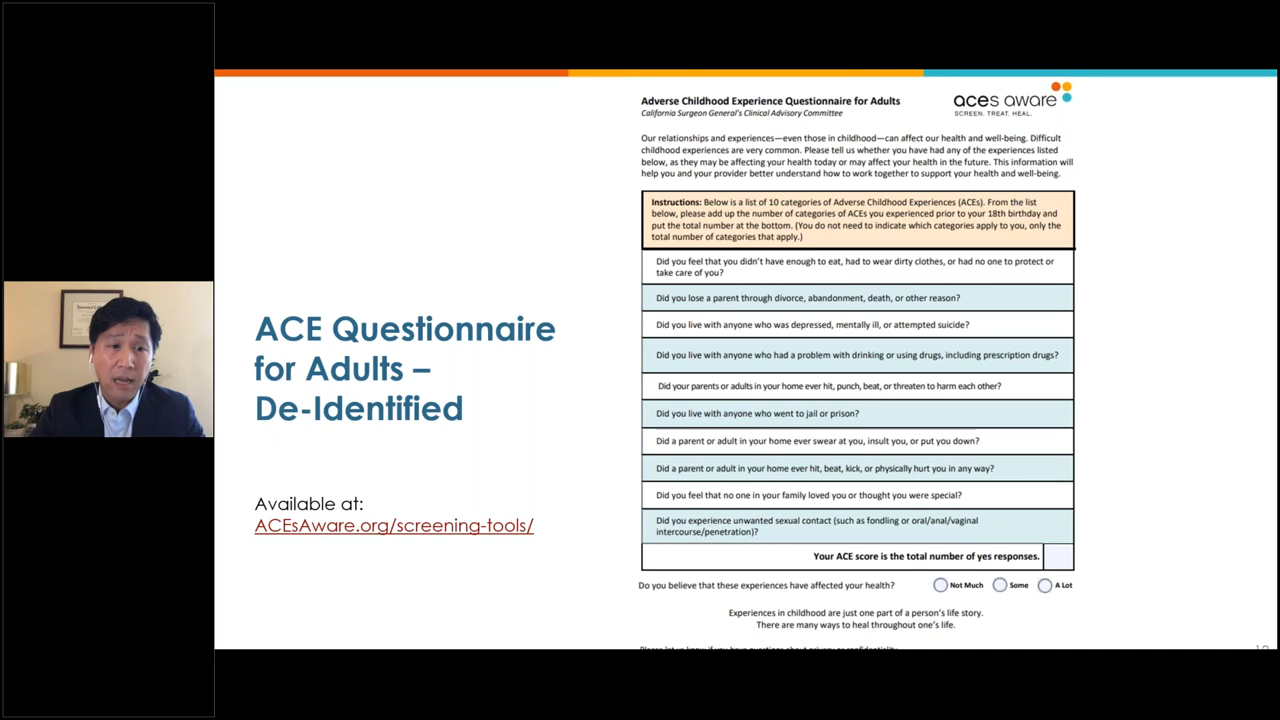 ACE Questionnaire
for Adults –
De-Identified
Available at:
ACEsAware.org/screening-tools/
Adverse Childhood Experience Questionnaire for Adults
California Surgeon General's Clinical Advisory Committee
aces aware
SCREEN. TREAT. HEAL.
Our relationships and experiences—even those in childhood—can affect our health and well-being. Difficult
childhood experiences are very common. Please tell us whether you have had any of the experiences listed
below, as they may be affecting your health today or may affect your health in the future. This information will
help you and your provider better understand how to work together to support your health and well-being.
Instructions: Below is a list of 10 categories of Adverse Childhood Experiences (ACEs). From the list
below, please add up the number of categories of ACEs you experienced prior to your 18th birthday and
put the total number at the bottom. (You do not need to indicate which categories apply to you, only the
total number of categories that apply.)
Did you feel that you didn't have enough to eat, had to wear dirty clothes, or had no one to protect or
take care of you?
Did you lose a parent through divorce, abandonment, death, or other reason?
Did you live with anyone who was depressed, mentally ill, or attempted suicide?
Did you live with anyone who had a problem with drinking or using drugs, including prescription drugs?
Did your parents or adults in your home ever hit, punch, beat, or threaten to harm each other?
Did you live with anyone who went to jail or prison?
Did a parent or adult in your home ever swear at you, insult you, or put you down?
Did a parent or adult in your home ever hit, beat, kick, or physically hurt you in any way?
Did you feel that no one in your family loved you or thought you were special?
Did you experience unwanted sexual contact (such as fondling or oral/anal/vaginal
intercourse/penetration)?
Your ACE score is the total number of yes responses.
Do you believe that these experiences have affected your health? Not Much Some A Lot
Experiences in childhood are just one part of a person's life story.
There are many ways to heal throughout one's life.
Please let us know if you have questions about privacy or confidentiality.